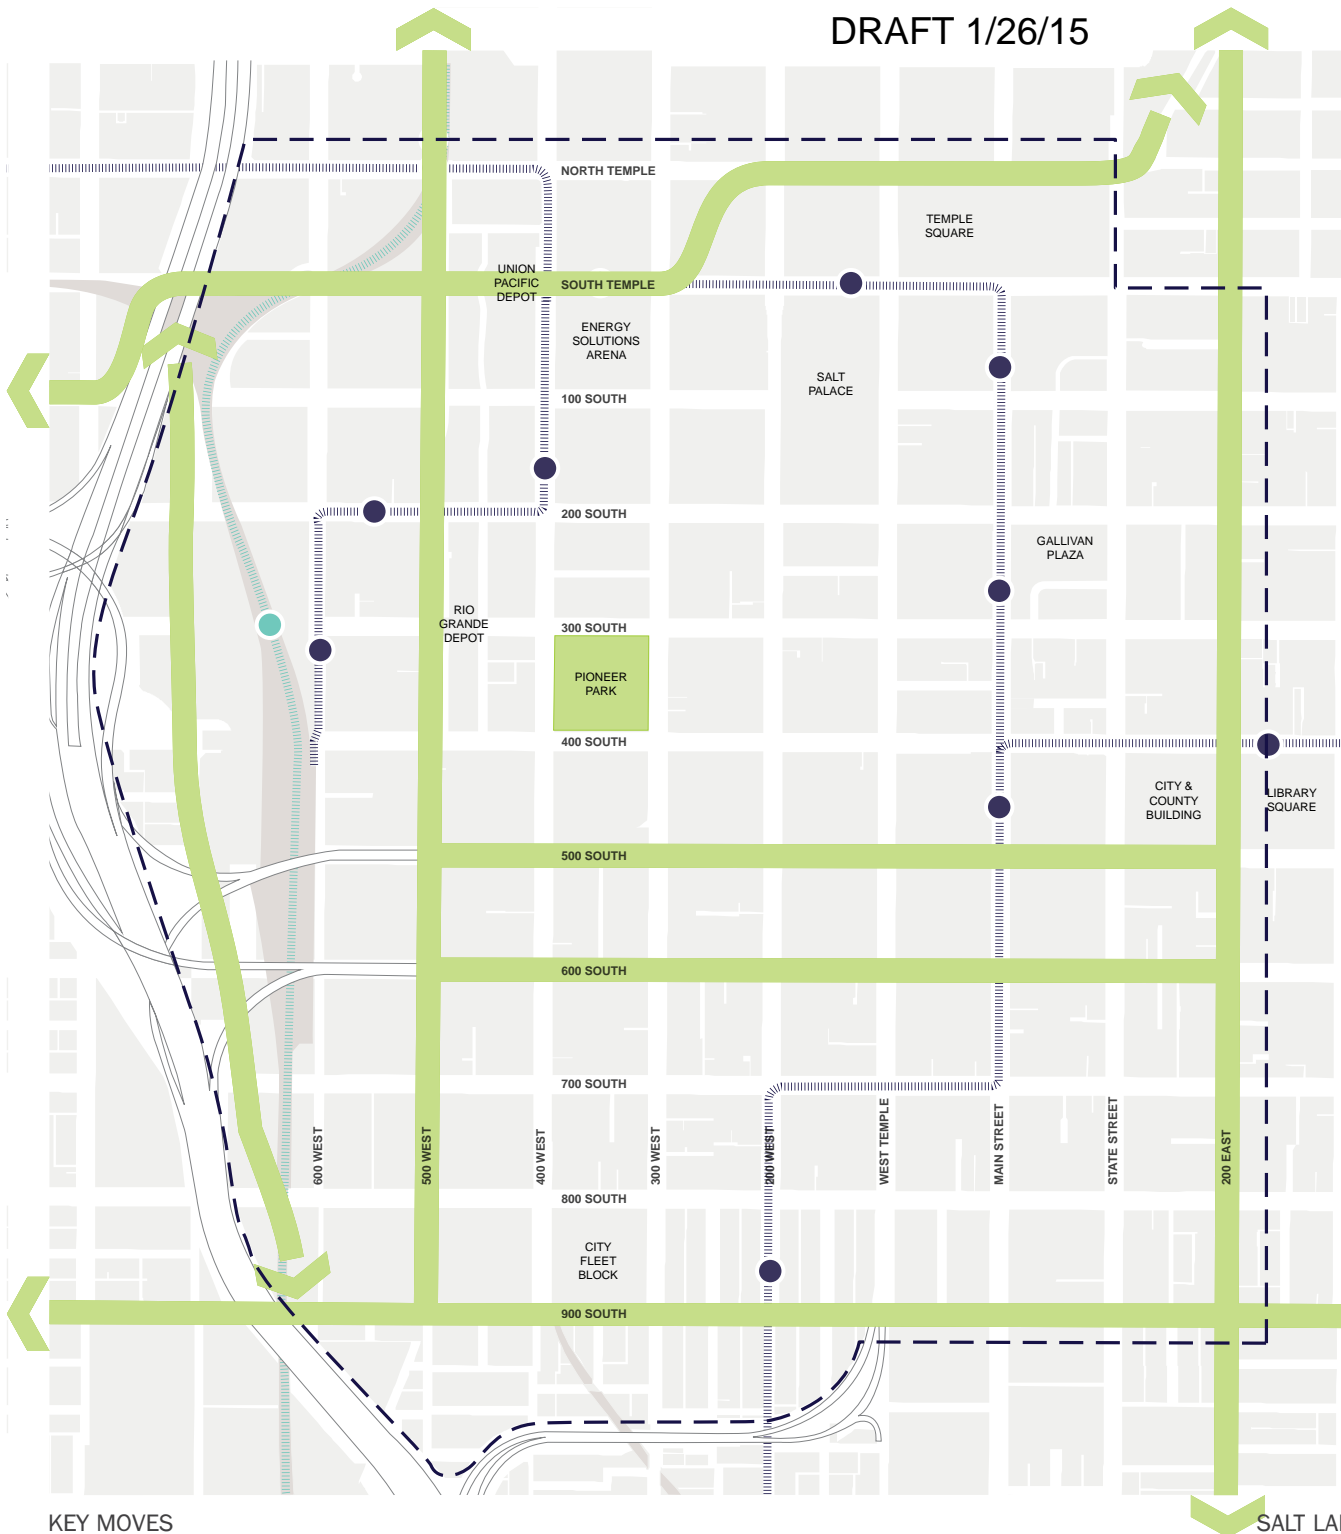 DRAFT 1/26/15
NORTH TEMPLE
TEMPLE
SQUARE
UNION
PACIFIC
DEPOT
SOUTH TEMPLE
ENERGY
SOLUTIONS
ARENA
SALT
PALACE
100 SOUTH
200 SOUTH
GALLIVAN
PLAZA
RIO
GRANDE
DEPOT
300 SOUTH
PIONEER
PARK
400 SOUTH
CITY &
COUNTY
BUILDING
LIBRARY
SQUARE
500 SOUTH
600 SOUTH
700 SOUTH
600 WEST
500 WEST
400 WEST
300 WEST
200 WEST
WEST TEMPLE
MAIN STREET
STATE STREET
200 EAST
800 SOUTH
CITY
FLEET
BLOCK
900 SOUTH
KEY MOVES
SALT LA